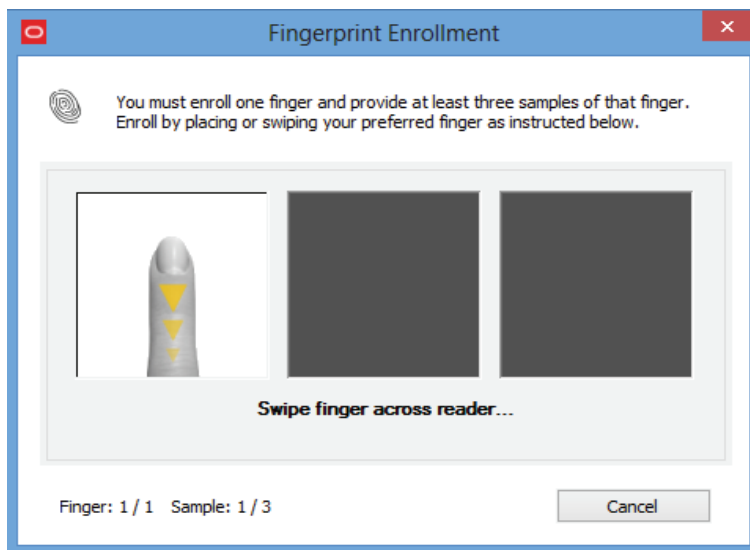 Fingerprint Enrollment
You must enroll one finger and provide at least three samples of that finger.
Enroll by placing or swiping your preferred finger as instructed below.
Swipe finger across reader...
Finger: 1 / 1 Sample: 1 / 3
Cancel